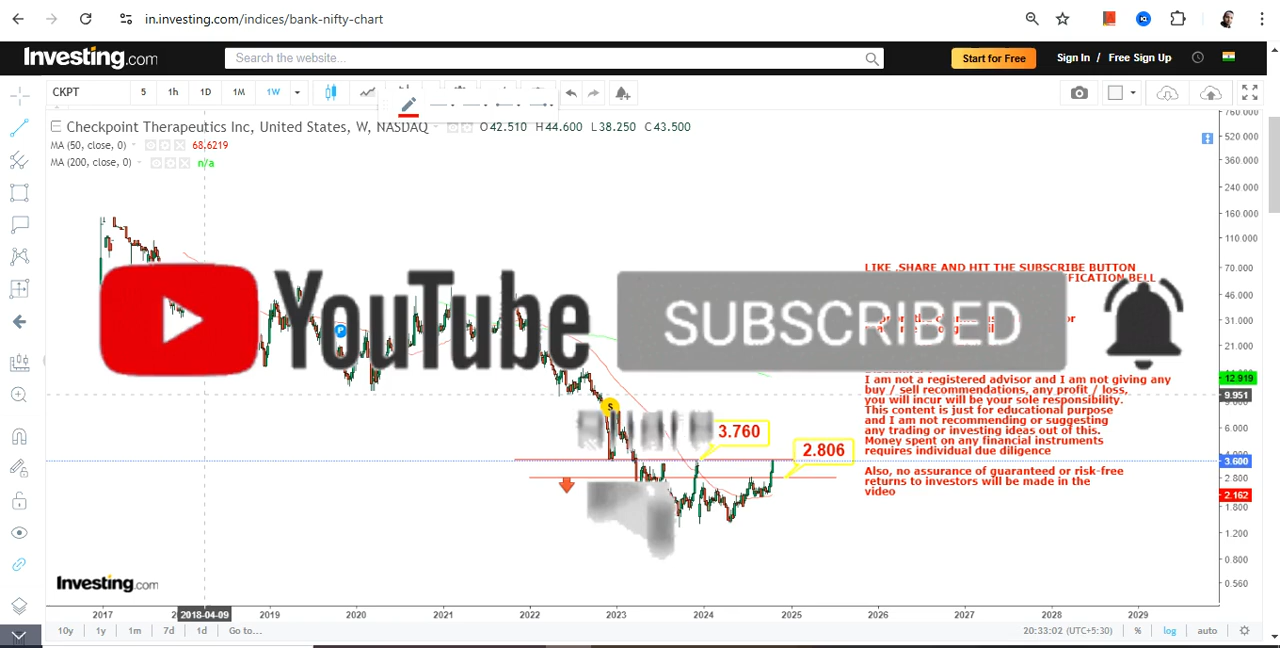 in.investing.com/indices/bank-nifty-chart
Investing.com
Search the website...
Start for Free
Sign In / Free Sign Up
CKPT 5 1h 1D 1M 1W
Checkpoint Therapeutics Inc, United States, W, NASDAQ O42.510 H44.600 L38.250 C43.500
MA (50, close, 0) 68.6219
MA (200, close, 0) n/a
760.000
520.000
360.000
240.000
160.000
110.000
70.000
46.000
31.000
21.000
12.919
9.951
6.000
3.600
2.800
2.162
1.800
1.200
0.800
0.560
LIKE .SHARE AND HIT THE SUBSCRIBE BUTTON
FICATION BELL
YouTube SUBSCRIBED
P
S
3.760
2.806
I am not a registered advisor and I am not giving any
buy / sell recommendations, any profit / loss,
you will incur will be your sole responsibility.
This content is just for educational purpose
and I am not recommending or suggesting
any trading or investing ideas out of this.
Money spent on any financial instruments
requires individual due diligence
Also, no assurance of guaranteed or risk-free
returns to investors will be made in the
video
Investing.com
2017 2018-04-09 2019 2020 2021 2022 2023 2024 2025 2026 2027 2028 2029
10y 1y 1m 7d 1d Go to... 20:33:02 (UTC+5:30) % log auto